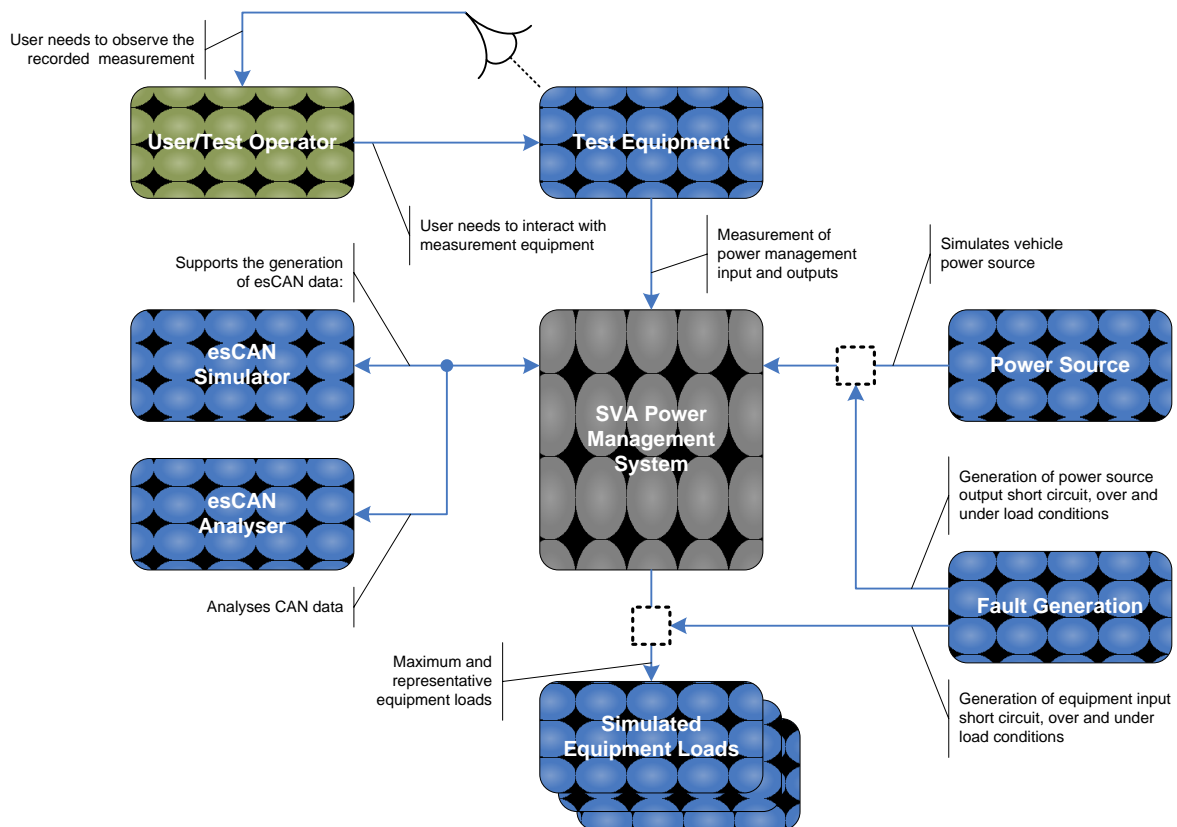 User needs to observe the
recorded measurement
User/Test Operator
Test Equipment
User needs to interact with
measurement equipment
Measurement of
power management
input and outputs
Simulates vehicle
power source
Supports the generation
of esCAN data:
esCAN
Simulator
Power Source
SVA Power
Management
System
esCAN
Analyser
Generation of power source
output short circuit, over and
under load conditions
Analyses CAN data
Fault Generation
Maximum and
representative
equipment loads
Generation of equipment input
short circuit, over and under
load conditions
Simulated
Equipment Loads